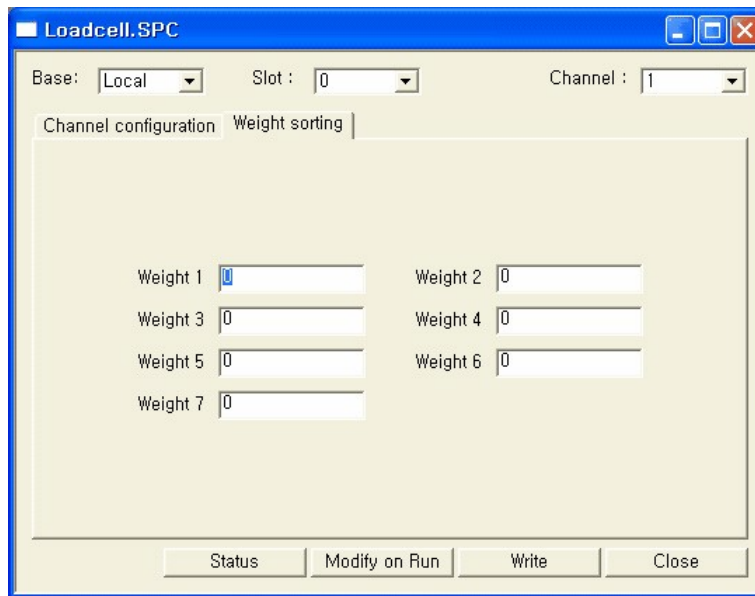 Loadcell.SPC
Base: Local Slot : 0 Channel : 1
Channel configuration Weight sorting
Weight 1 0 Weight 2 0
Weight 3 0 Weight 4 0
Weight 5 0 Weight 6 0
Weight 7 0
Status Modify on Run Write Close